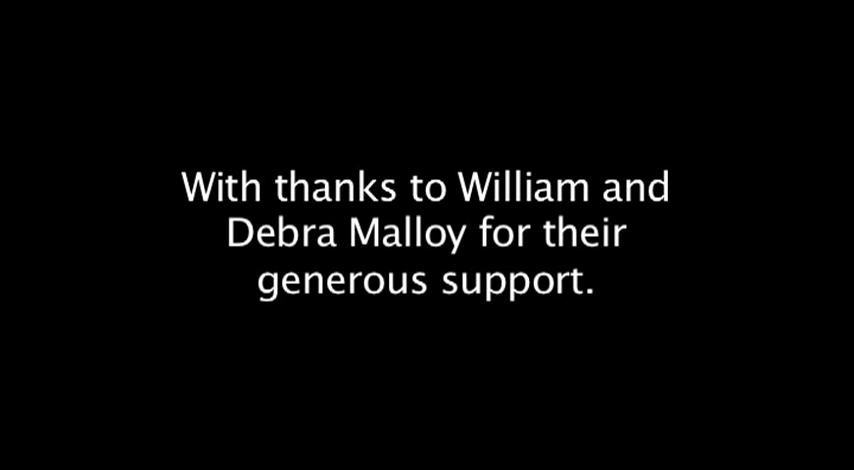 With thanks to William and
Debra Malloy for their
generous support.